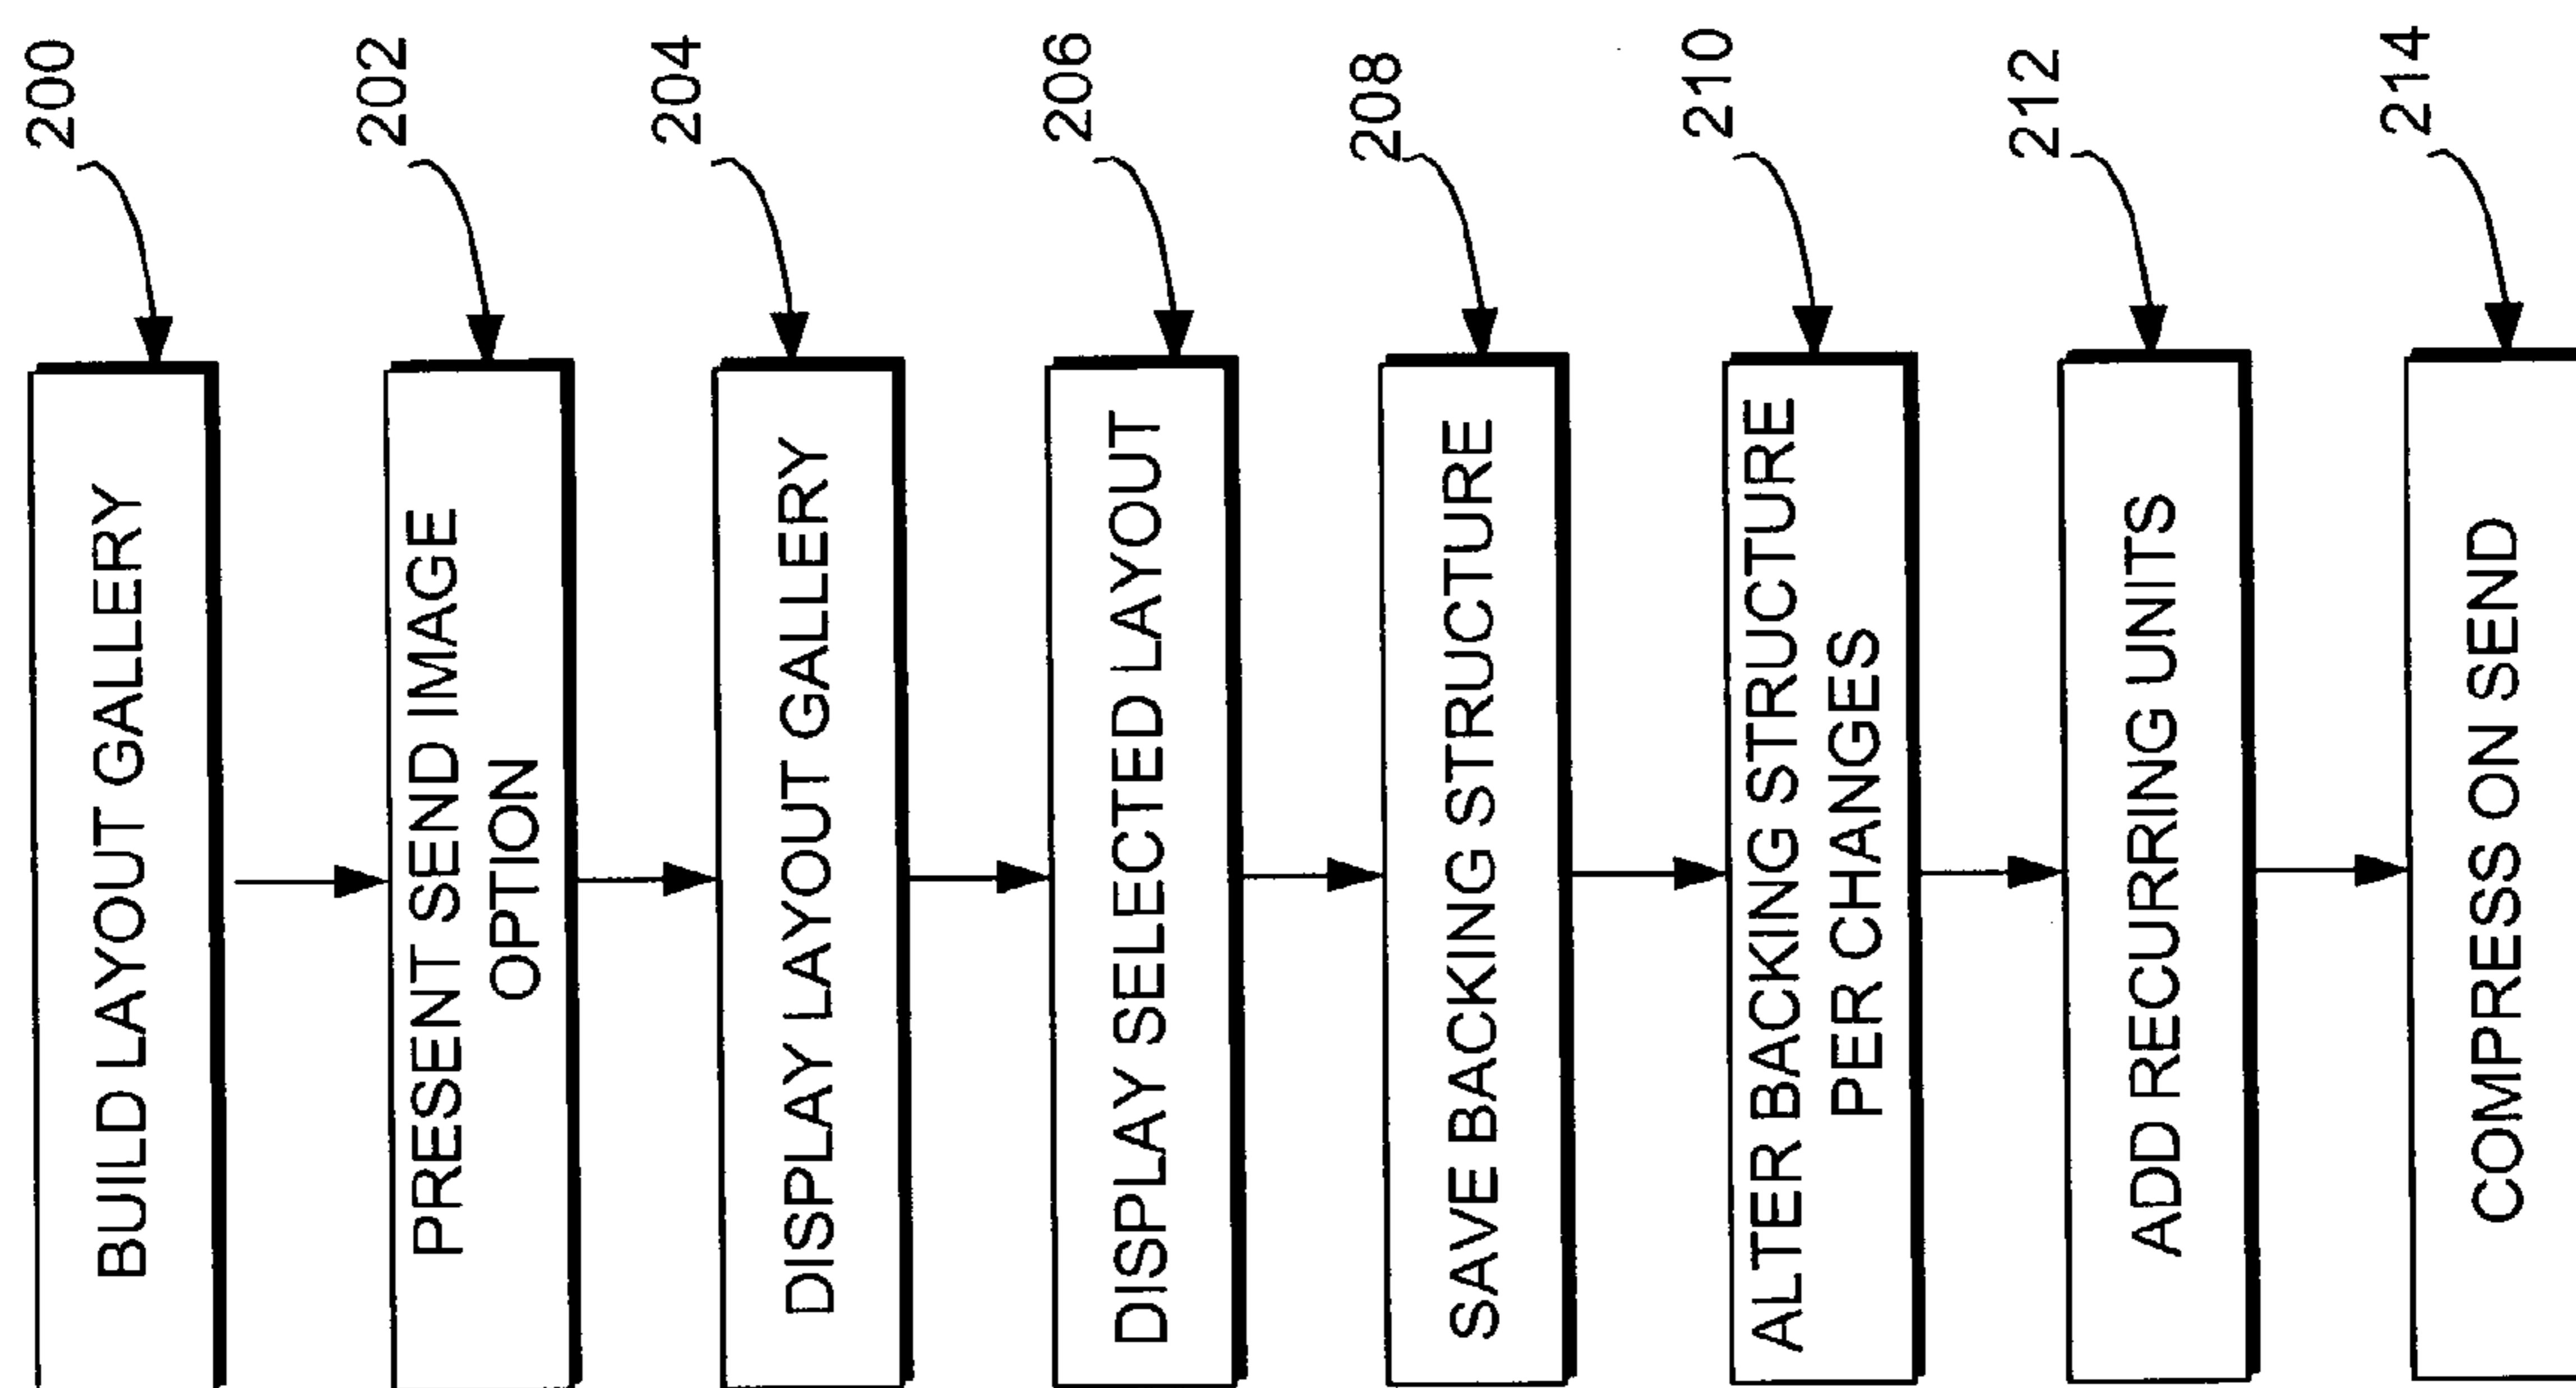 200
BUILD LAYOUT GALLERY
202
PRESENT SEND IMAGE
OPTION
204
DISPLAY LAYOUT GALLERY
206
DISPLAY SELECTED LAYOUT
208
SAVE BACKING STRUCTURE
210
ALTER BACKING STRUCTURE
PER CHANGES
212
ADD RECURRING UNITS
214
COMPRESS ON SEND